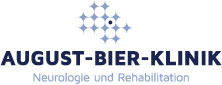 AUGUST-BIER-KLINIK
Neurologie und Rehabilitation